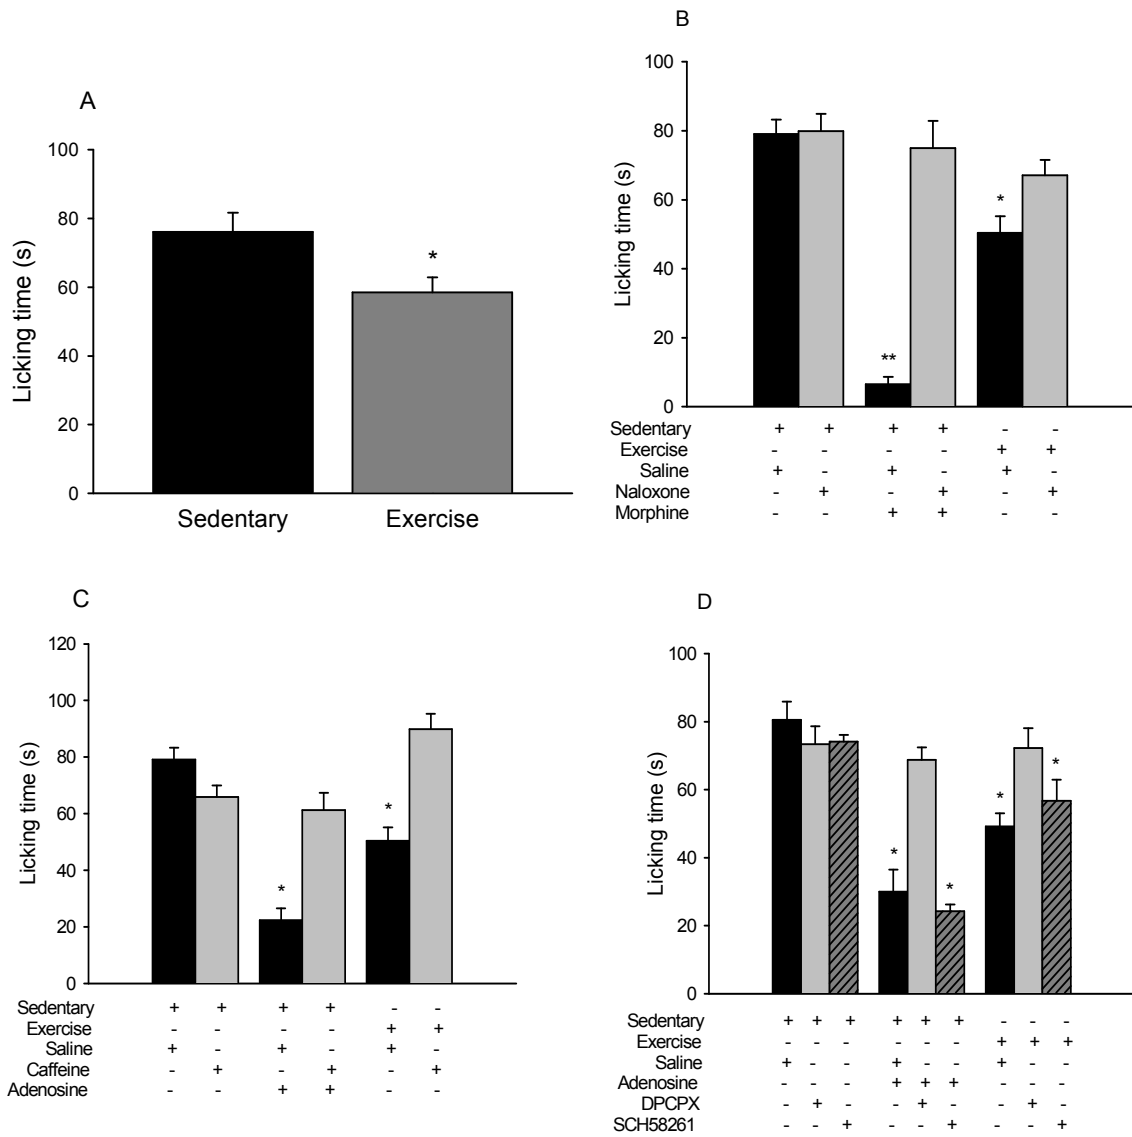 A
Licking time (s)
100
80
60
40
20
0
*
Sedentary Exercise
B
Licking time (s)
100
80
60
40
20
0
** *
Sedentary + + + + - -
Exercise - - - - + +
Saline + - + - + -
Naloxone - + - + - +
Morphine - - + + - -
C
Licking time (s)
120
100
80
60
40
20
0
* *
Sedentary + + + + - -
Exercise - - - - + +
Saline + - + - + -
Caffeine - + - + - +
Adenosine - - + + - -
D
Licking time (s)
100
80
60
40
20
0
* * * *
Sedentary + + + + + + - - -
Exercise - - - - - - + + +
Saline + - - + - - + - -
Adenosine - - - + + + - - -
DPCPX - + - - + - - + -
SCH58261 - - + - - + - - +